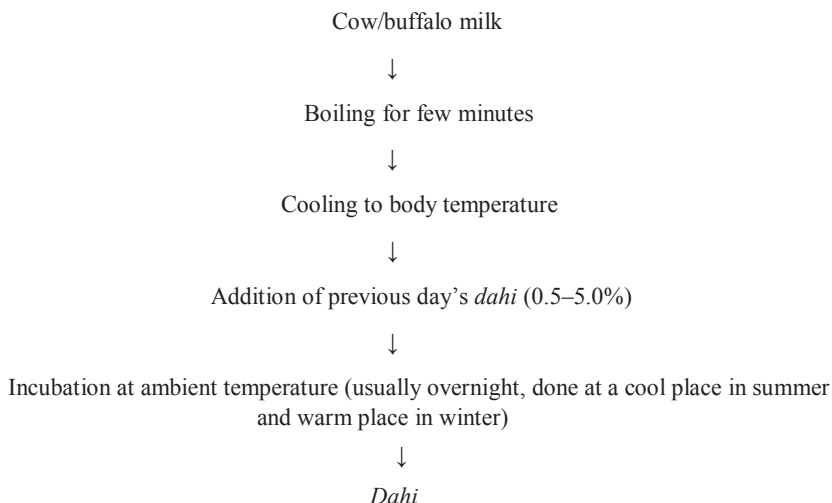 Cow/buffalo milk
↓
Boiling for few minutes
↓
Cooling to body temperature
↓
Addition of previous day’s dahi (0.5–5.0%)
↓
Incubation at ambient temperature (usually overnight, done at a cool place in summer
and warm place in winter)
↓
Dahi